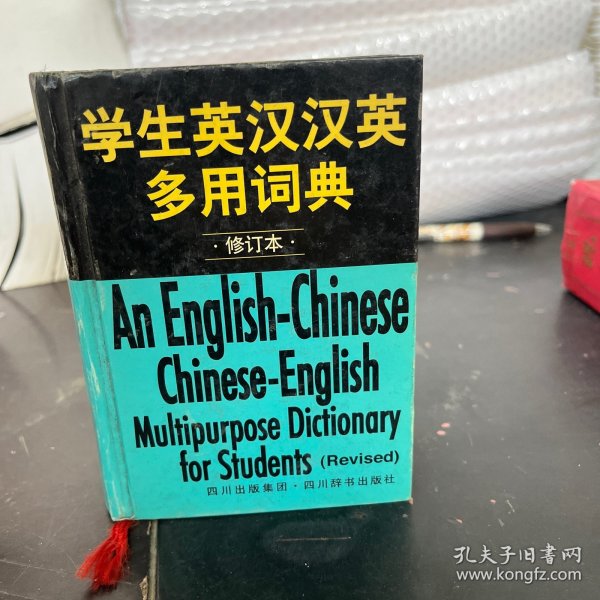 学生英汉汉英
多用词典
·修订本·
An English-Chinese
Chinese-English
Multipurpose Dictionary
for Students (Revised)
四川出版集团·四川辞书出版社
孔夫子旧书网
www.kongfz.com